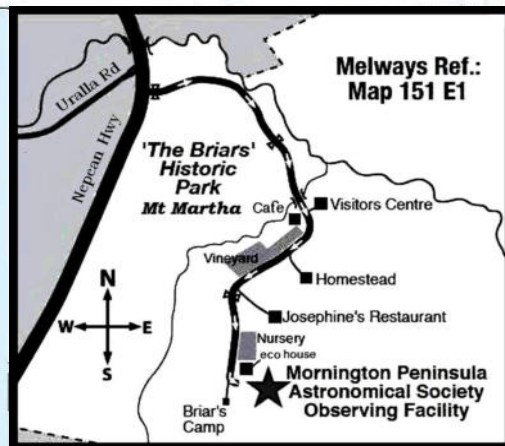 Melways Ref.:
Map 151 E1
Uralla Rd
Nepean Hwy
'The Briars'
Historic
Park
Mt Martha
Cafe
Visitors Centre
Vineyard
Homestead
N
W E
S
Josephine's Restaurant
Nursery
eco house
Mornington Peninsula
Astronomical Society
Observing Facility
Briar's
Camp